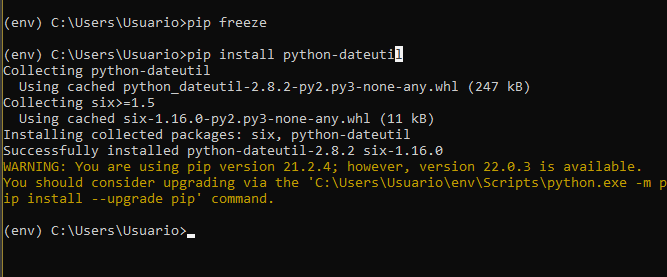 (env) C:\Users\Usuario>pip freeze
(env) C:\Users\Usuario>pip install python-dateutil
Collecting python-dateutil
  Using cached python_dateutil-2.8.2-py2.py3-none-any.whl (247 kB)
Collecting six>=1.5
  Using cached six-1.16.0-py2.py3-none-any.whl (11 kB)
Installing collected packages: six, python-dateutil
Successfully installed python-dateutil-2.8.2 six-1.16.0
WARNING: You are using pip version 21.2.4; however, version 22.0.3 is available.
You should consider upgrading via the 'C:\Users\Usuario\env\Scripts\python.exe -m p
ip install --upgrade pip' command.
(env) C:\Users\Usuario>